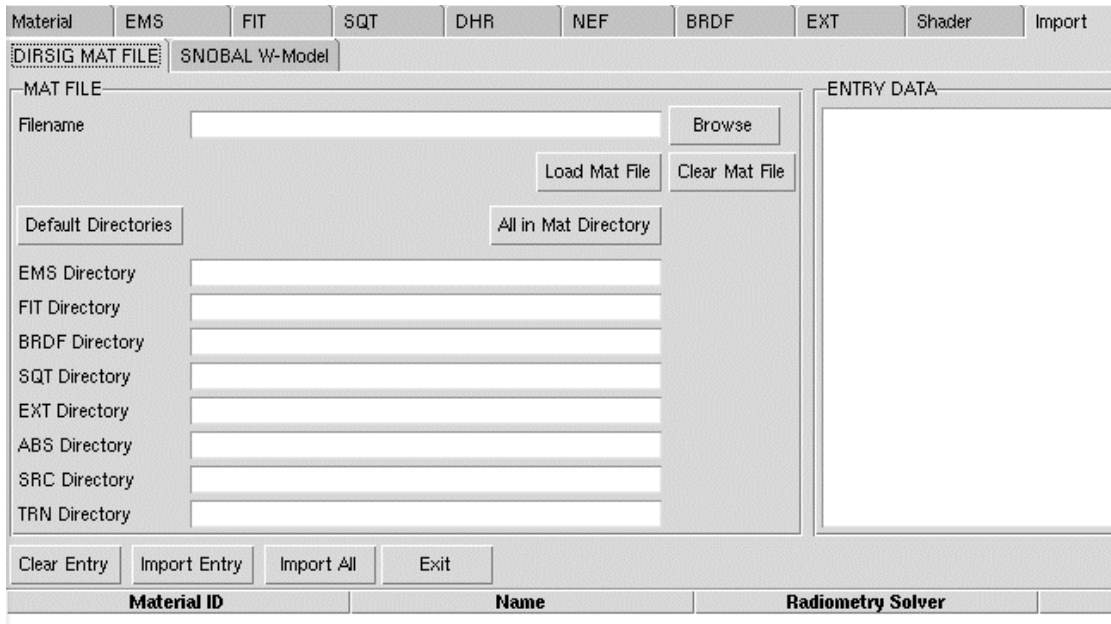 Material EMS FIT SQT DHR NEF BRDF EXT Shader Import
DIRSIG MAT FILE SNOBAL W-Model
MAT FILE ENTRY DATA
Filename Browse
Load Mat File Clear Mat File
Default Directories All in Mat Directory
EMS Directory
FIT Directory
BRDF Directory
SQT Directory
EXT Directory
ABS Directory
SRC Directory
TRN Directory
Clear Entry Import Entry Import All Exit
Material ID Name Radiometry Solver